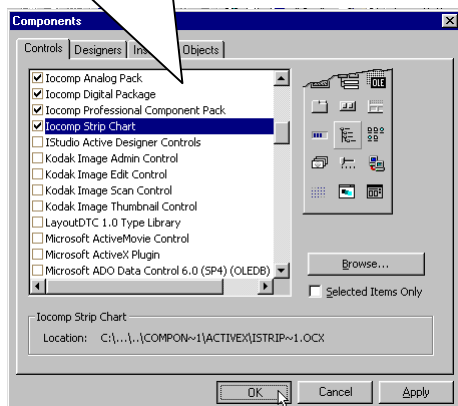 Components
Controls Designers In Objects
Iocomp Analog Pack
Iocomp Digital Package
Iocomp Professional Component Pack
Iocomp Strip Chart
IStudio Active Designer Controls
Kodak Image Admin Control
Kodak Image Edit Control
Kodak Image Scan Control
Kodak Image Thumbnail Control
LayoutDTC 1.0 Type Library
Microsoft ActiveMovie Control
Microsoft ActiveX Plugin
Microsoft ADO Data Control 6.0 (SP4) (OLEDB)
OLE
Browse...
Selected Items Only
Iocomp Strip Chart
Location: C:\...\..\COMPON~1\ACTIVEX\ISTRIP~1.OCX
OK Cancel Apply